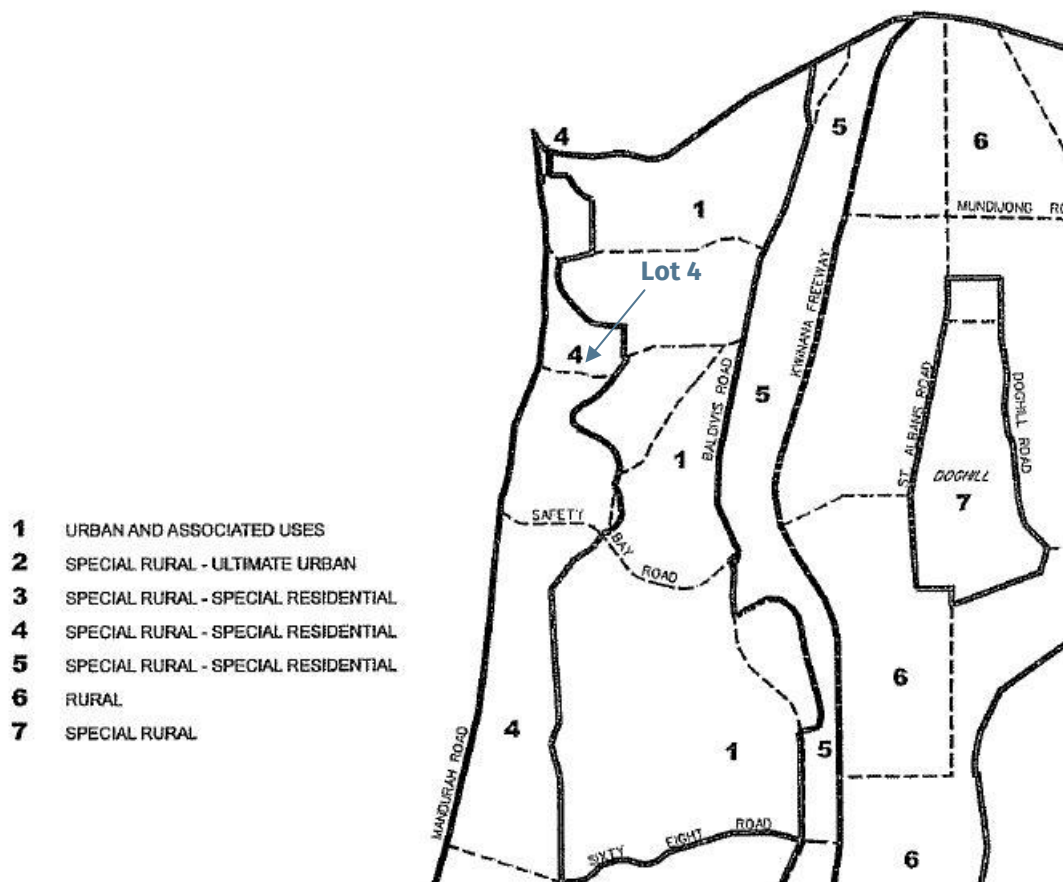 4
5
6
1
MUNDIJONG RO
Lot 4
KWINANA FREEWAY
4
BALDIVIS ROAD
5
ST ALBANS ROAD
DOGHILL ROAD
1
DOGHILL
7
SAFETY BAY ROAD
1 URBAN AND ASSOCIATED USES
2 SPECIAL RURAL - ULTIMATE URBAN
3 SPECIAL RURAL - SPECIAL RESIDENTIAL
4 SPECIAL RURAL - SPECIAL RESIDENTIAL
5 SPECIAL RURAL - SPECIAL RESIDENTIAL
6 RURAL
7 SPECIAL RURAL
6
4
1
5
MANDURAH ROAD
SIXTY EIGHT ROAD
6